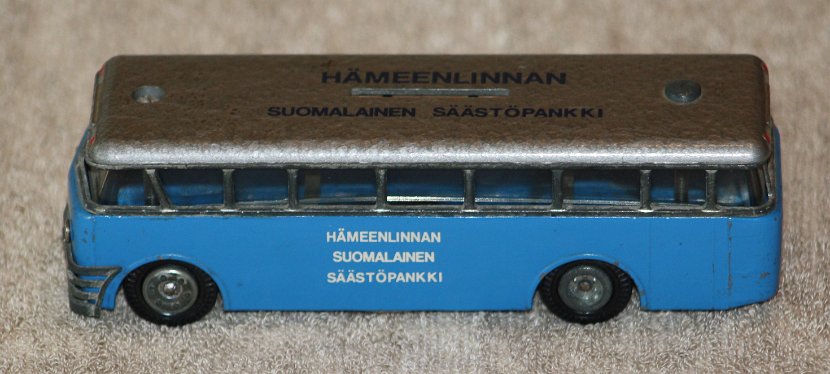 HÄMEENLINNAN
SUOMALAINEN SÄÄSTÖPANKKI
HÄMEENLINNAN
SUOMALAINEN
SÄÄSTÖPANKKI